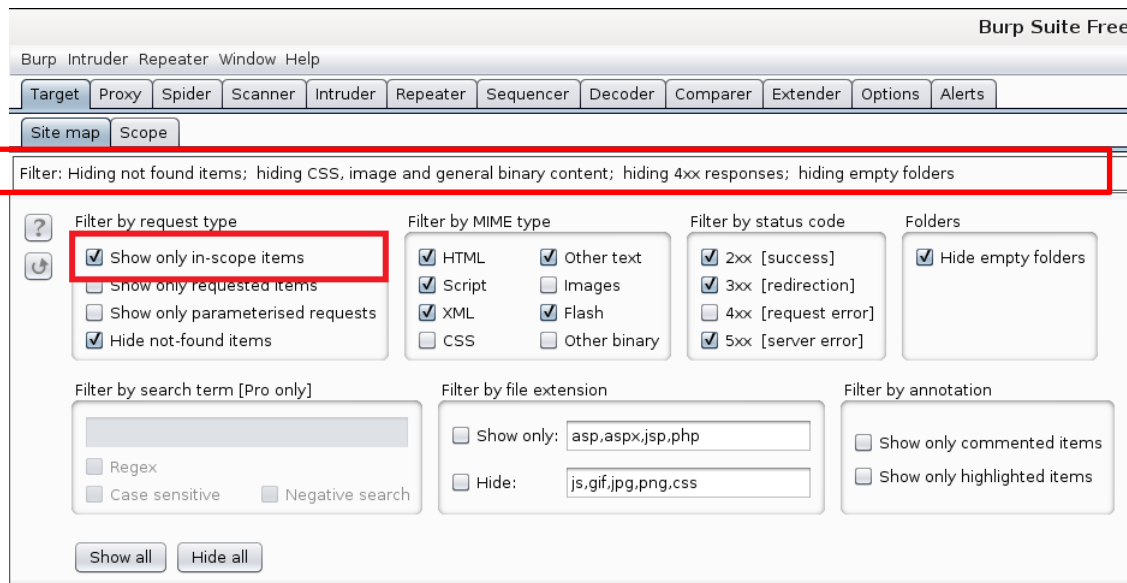 Burp Suite Free
Burp Intruder Repeater Window Help
Target Proxy Spider Scanner Intruder Repeater Sequencer Decoder Comparer Extender Options Alerts
Site map Scope
Filter: Hiding not found items; hiding CSS, image and general binary content; hiding 4xx responses; hiding empty folders
? Filter by request type
Show only in-scope items
Show only requested items
Show only parameterised requests
Hide not-found items
Filter by MIME type
HTML Other text
Script Images
XML Flash
CSS Other binary
Filter by status code
2xx [success]
3xx [redirection]
4xx [request error]
5xx [server error]
Folders
Hide empty folders
Filter by search term [Pro only]
Regex
Case sensitive Negative search
Filter by file extension
Show only: asp,aspx,jsp,php
Hide: js,gif,jpg,png,css
Filter by annotation
Show only commented items
Show only highlighted items
Show all Hide all